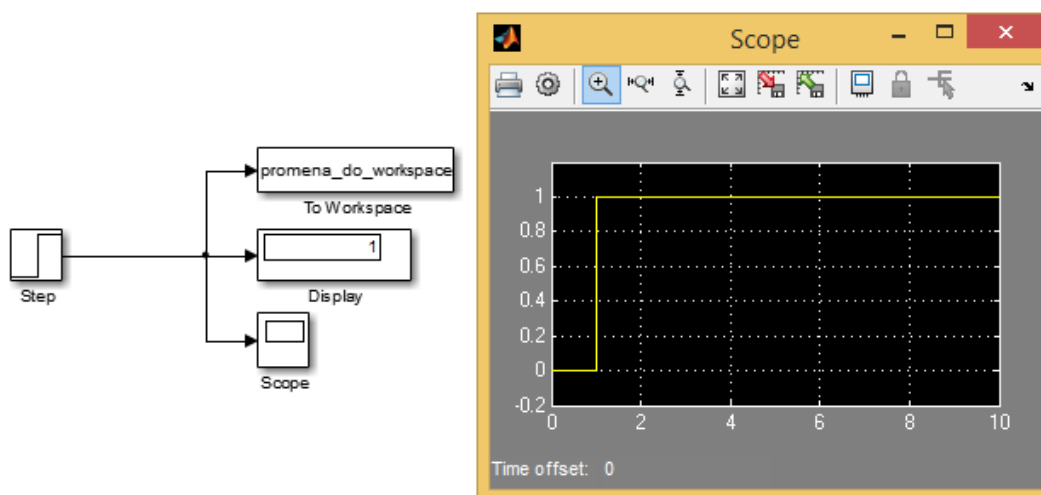 promena_do_workspace
To Workspace
1
Display
Step
Scope
Scope
1
0.8
0.6
0.4
0.2
0
-0.2
0 2 4 6 8 10
Time offset: 0